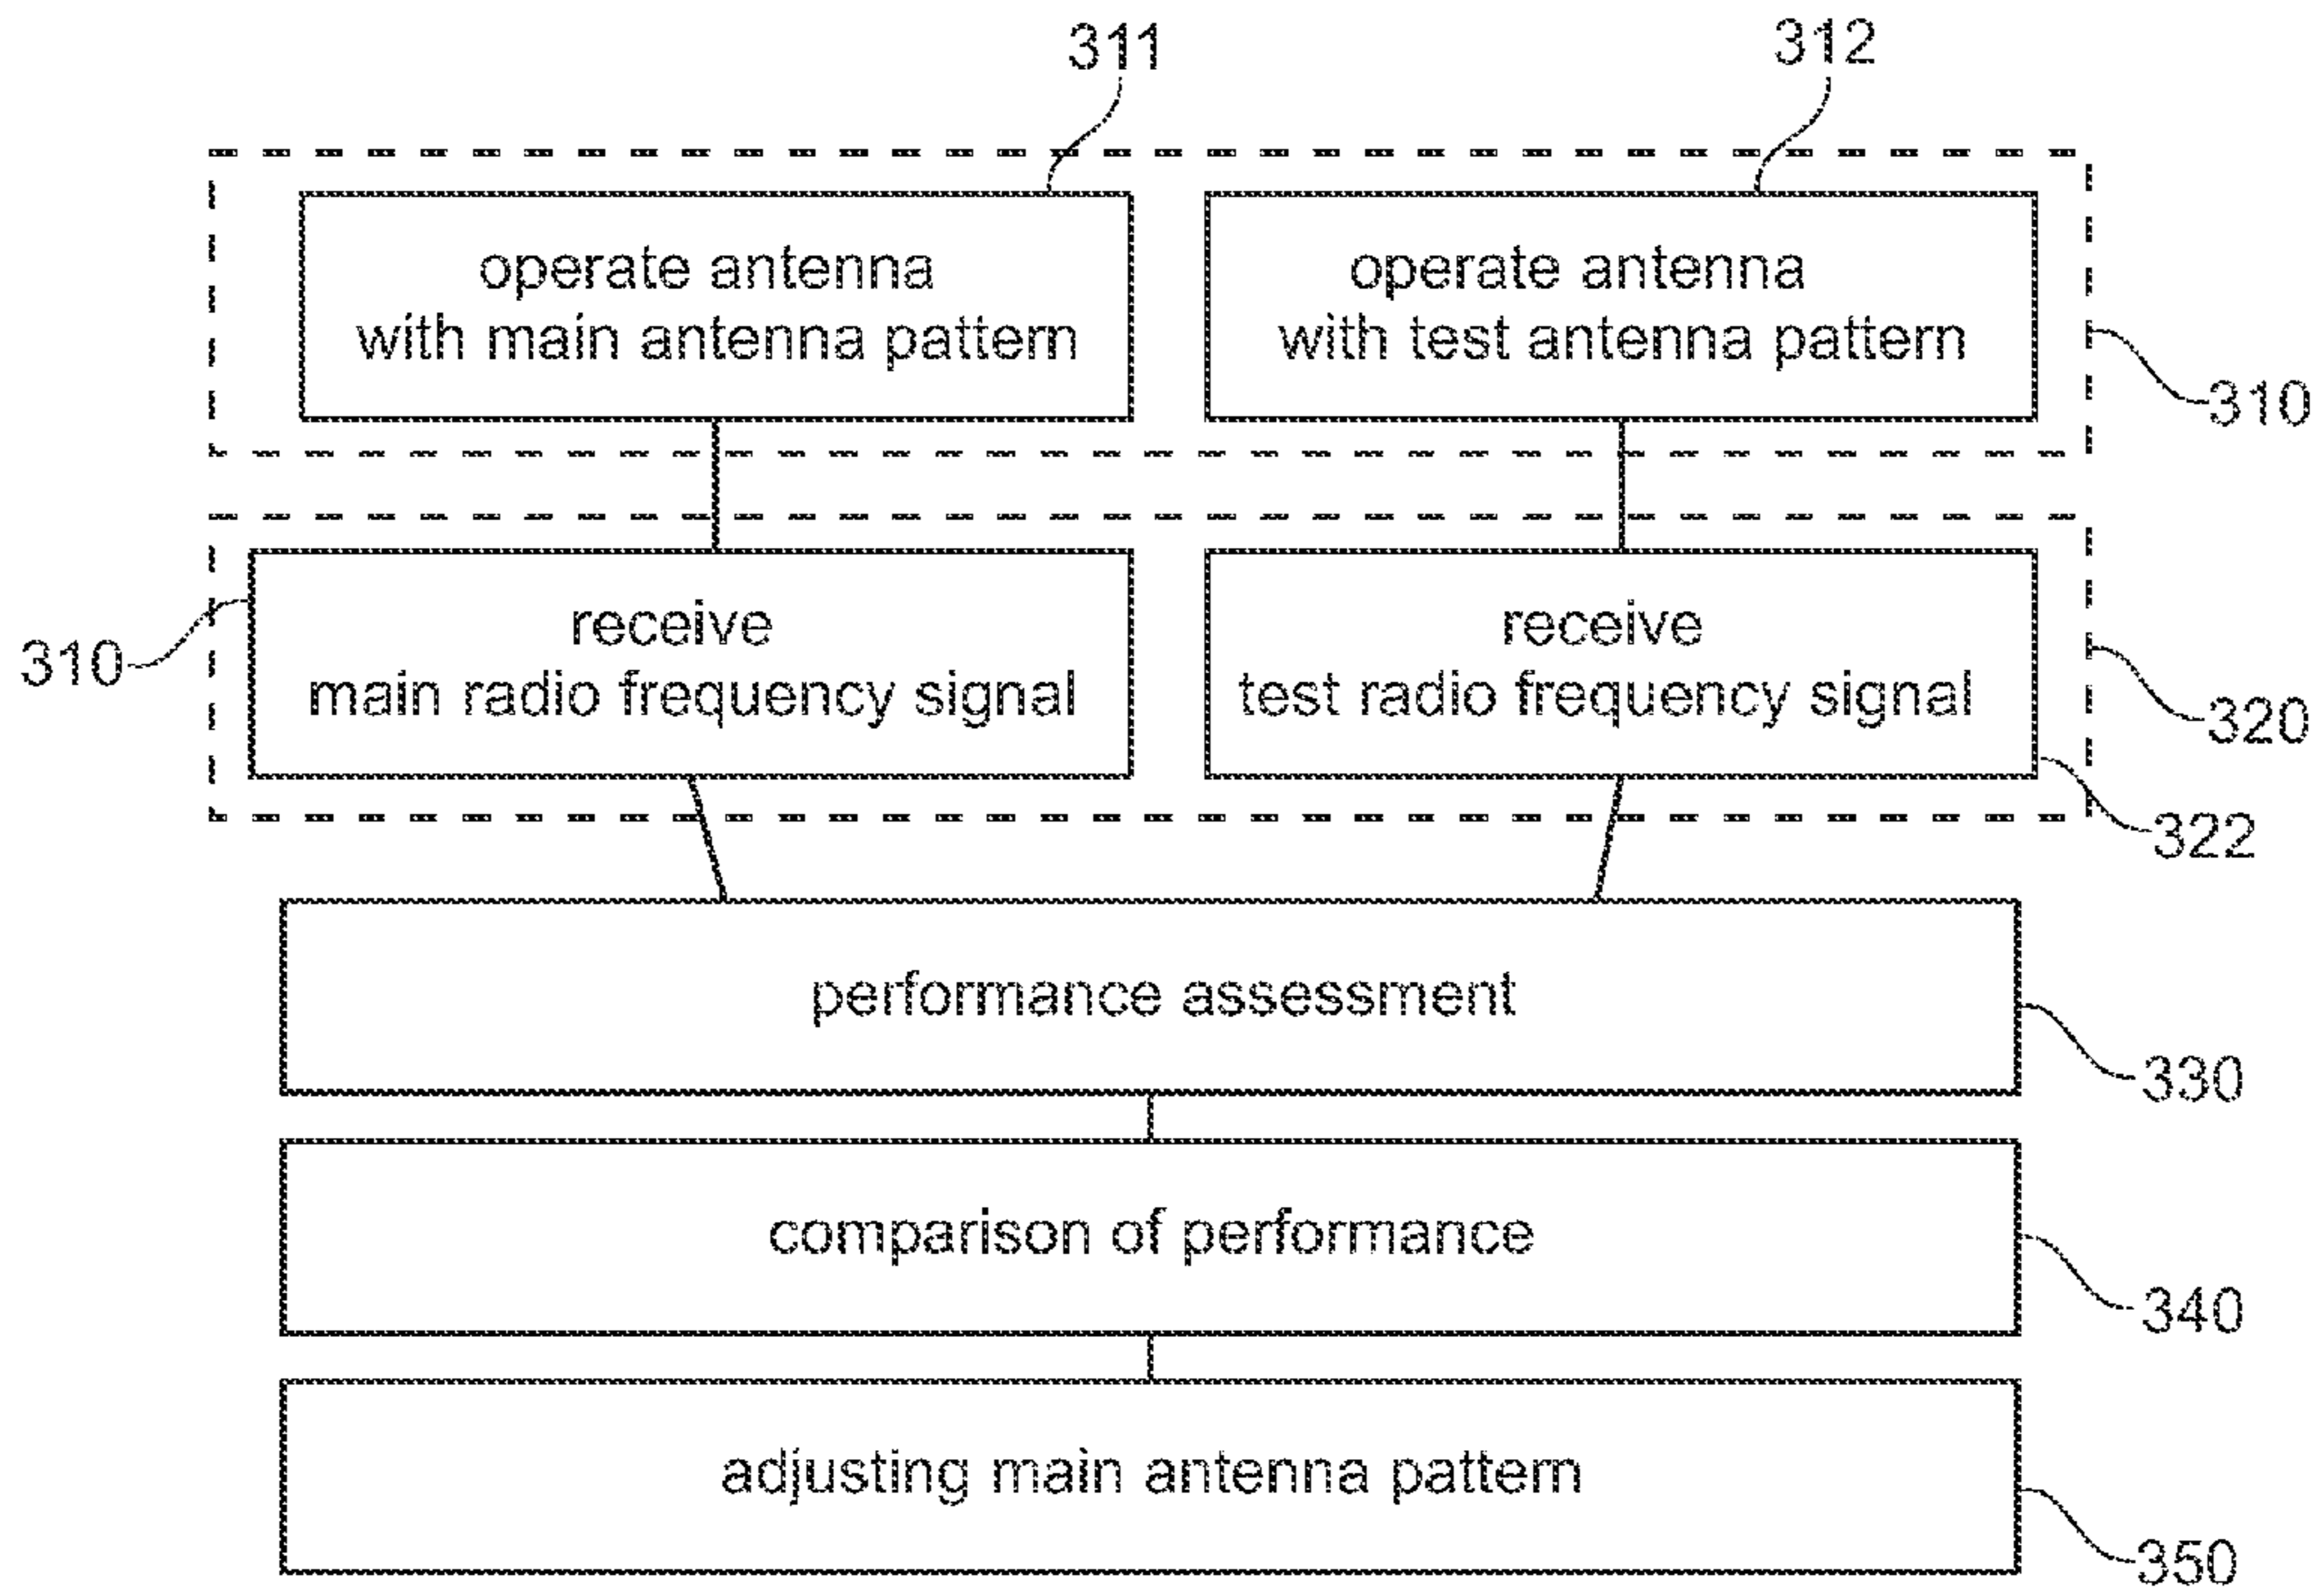 311
312
operate antenna
with main antenna pattern
operate antenna
with test antenna pattern
310
310
receive
main radio frequency signal
receive
test radio frequency signal
320
322
performance assessment
330
comparison of performance
340
adjusting main antenna pattern
350